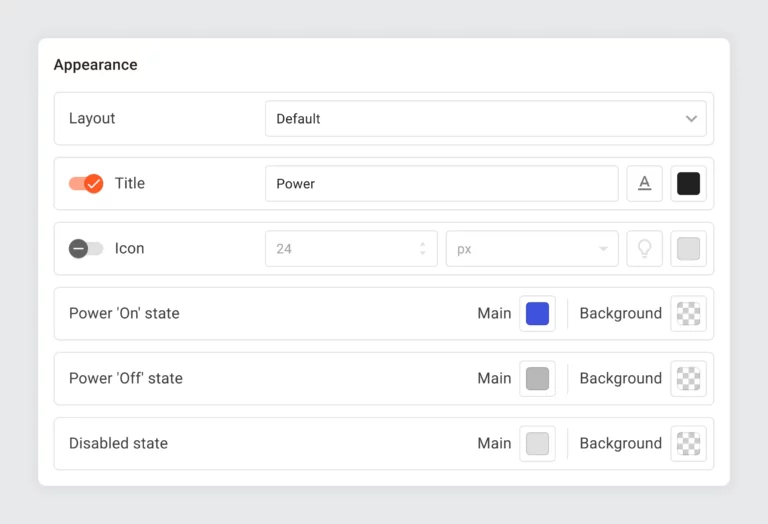 Appearance
Layout Default
Title Power A
Icon 24 px
Power 'On' state Main Background
Power 'Off' state Main Background
Disabled state Main Background